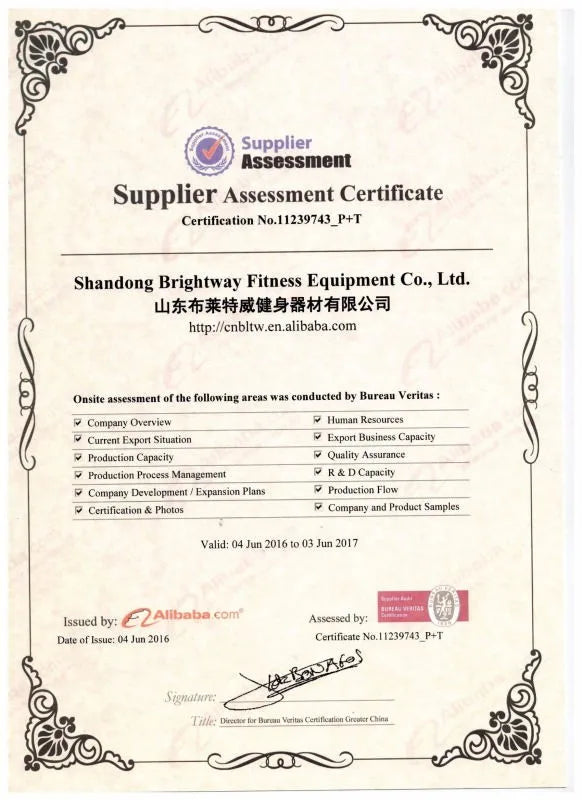 Supplier
Assessment
Supplier Assessment Certificate
Certification No.11239743_P+T
Shandong Brightway Fitness Equipment Co., Ltd.
山东布莱特威健身器材有限公司
http://cnbltw.en.alibaba.com
Onsite assessment of the following areas was conducted by Bureau Veritas :
Company Overview
Human Resources
Current Export Situation
Export Business Capacity
Production Capacity
Quality Assurance
Production Process Management
R & D Capacity
Company Development / Expansion Plans
Production Flow
Certification & Photos
Company and Product Samples
Valid: 04 Jun 2016 to 03 Jun 2017
Issued by: Alibaba.com®
Assessed by:
Supplier Audit
BUREAU VERITAS
Certification
Date of Issue: 04 Jun 2016
Certificate No.11239743_P+T
Signature:
Title: Director for Bureau Veritas Certification Greater China